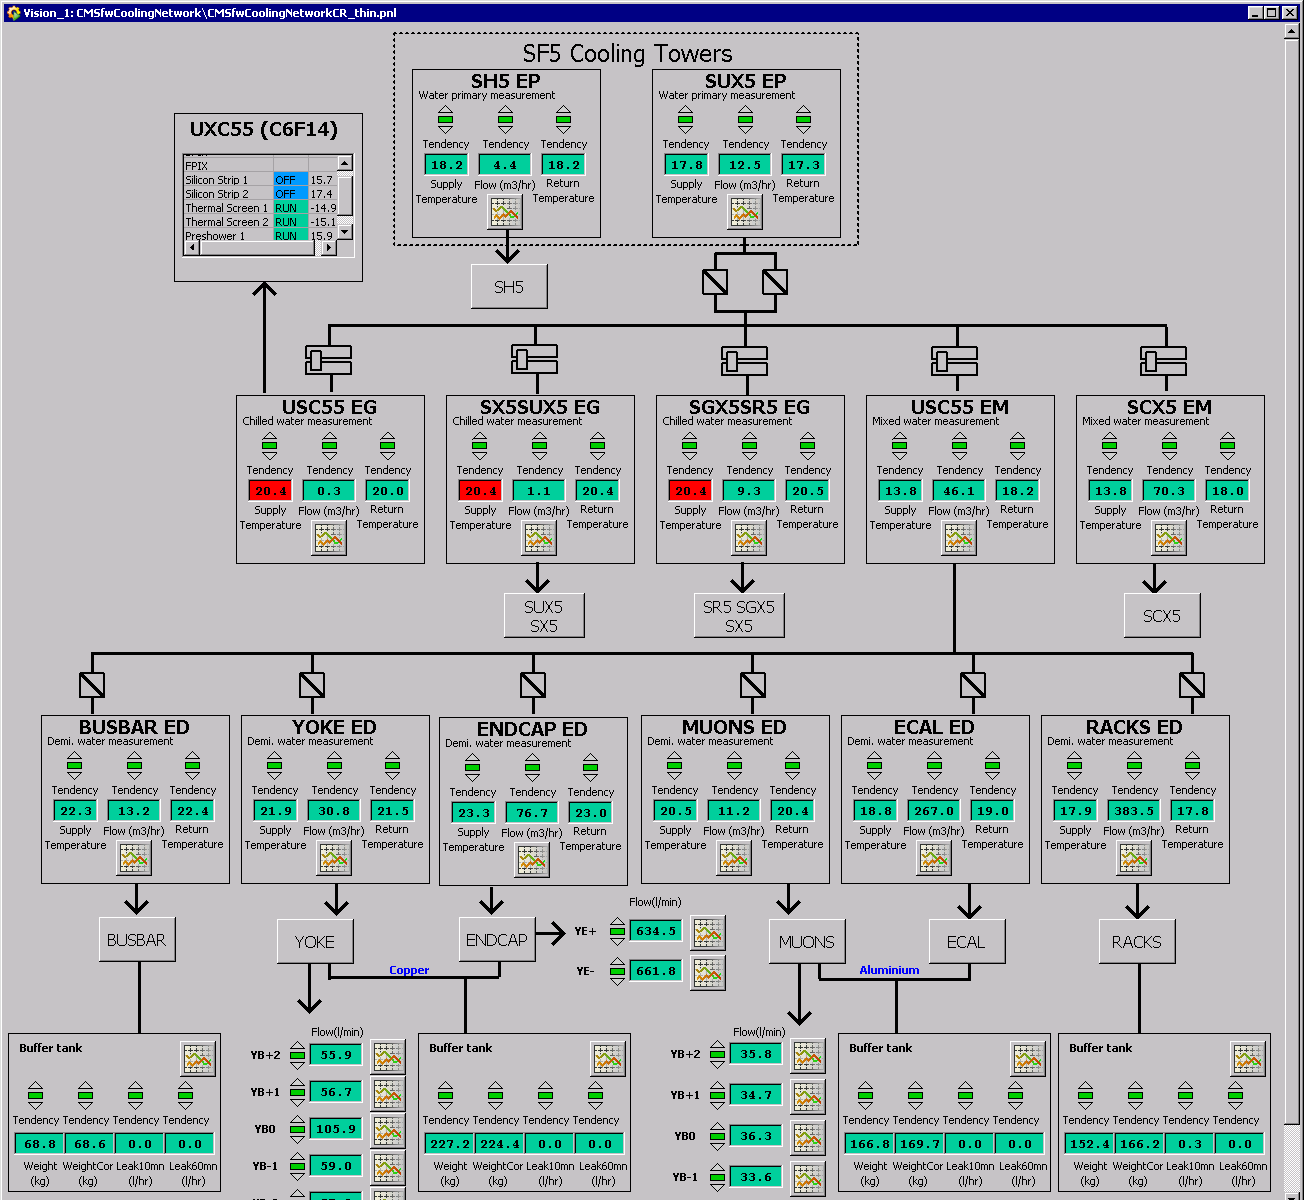 Vision_1: CMSfwCoolingNetwork\CMSfwCoolingNetworkCR_thin.pnl
SF5 Cooling Towers
SH5 EP
Water primary measurement
Tendency Tendency Tendency
18.2 4.4 18.2
Supply Temperature Flow (m3/hr) Return Temperature
SUX5 EP
Water primary measurement
Tendency Tendency Tendency
17.8 12.5 17.3
Supply Temperature Flow (m3/hr) Return Temperature
UXC55 (C6F14)
FPIX
Silicon Strip 1 OFF 15.7
Silicon Strip 2 OFF 17.4
Thermal Screen 1 RUN -14.9
Thermal Screen 2 RUN -15.1
Preshower 1 RUN 15.9
SH5
USC55 EG
Chilled water measurement
Tendency Tendency Tendency
20.4 0.3 20.0
Supply Temperature Flow (m3/hr) Return Temperature
SX5SUX5 EG
Chilled water measurement
Tendency Tendency Tendency
20.4 1.1 20.4
Supply Temperature Flow (m3/hr) Return Temperature
SGX5SR5 EG
Chilled water measurement
Tendency Tendency Tendency
20.4 9.3 20.5
Supply Temperature Flow (m3/hr) Return Temperature
USC55 EM
Mixed water measurement
Tendency Tendency Tendency
13.8 46.1 18.2
Supply Temperature Flow (m3/hr) Return Temperature
SCX5 EM
Mixed water measurement
Tendency Tendency Tendency
13.8 70.3 18.0
Supply Temperature Flow (m3/hr) Return Temperature
SUX5
SX5
SR5 SGX5
SX5
SCX5
BUSBAR ED
Demi. water measurement
Tendency Tendency Tendency
22.3 13.2 22.4
Supply Temperature Flow (m3/hr) Return Temperature
YOKE ED
Demi. water measurement
Tendency Tendency Tendency
21.9 30.8 21.5
Supply Temperature Flow (m3/hr) Return Temperature
ENDCAP ED
Demi. water measurement
Tendency Tendency Tendency
23.3 76.7 23.0
Supply Temperature Flow (m3/hr) Return Temperature
MUONS ED
Demi. water measurement
Tendency Tendency Tendency
20.5 11.2 20.4
Supply Temperature Flow (m3/hr) Return Temperature
ECAL ED
Demi. water measurement
Tendency Tendency Tendency
18.8 267.0 19.0
Supply Temperature Flow (m3/hr) Return Temperature
RACKS ED
Demi. water measurement
Tendency Tendency Tendency
17.9 383.5 17.8
Supply Temperature Flow (m3/hr) Return Temperature
BUSBAR
YOKE
ENDCAP
Flow(l/min)
YE+ 634.5
YE- 661.8
MUONS
ECAL
RACKS
Copper
Aluminium
Buffer tank
Tendency Tendency Tendency Tendency
68.8 68.6 0.0 0.0
Weight WeightCor Leak10mn Leak60mn
(kg) (kg) (l/hr) (l/hr)
Flow(l/min)
YB+2 55.9
YB+1 56.7
YB0 105.9
YB-1 59.0
Buffer tank
Tendency Tendency Tendency Tendency
227.2 224.4 0.0 0.0
Weight WeightCor Leak10mn Leak60mn
(kg) (kg) (l/hr) (l/hr)
Flow(l/min)
YB+2 35.8
YB+1 34.7
YB0 36.3
YB-1 33.6
Buffer tank
Tendency Tendency Tendency Tendency
166.8 169.7 0.0 0.0
Weight WeightCor Leak10mn Leak60mn
(kg) (kg) (l/hr) (l/hr)
Buffer tank
Tendency Tendency Tendency Tendency
152.4 166.2 0.3 0.0
Weight WeightCor Leak10mn Leak60mn
(kg) (kg) (l/hr) (l/hr)